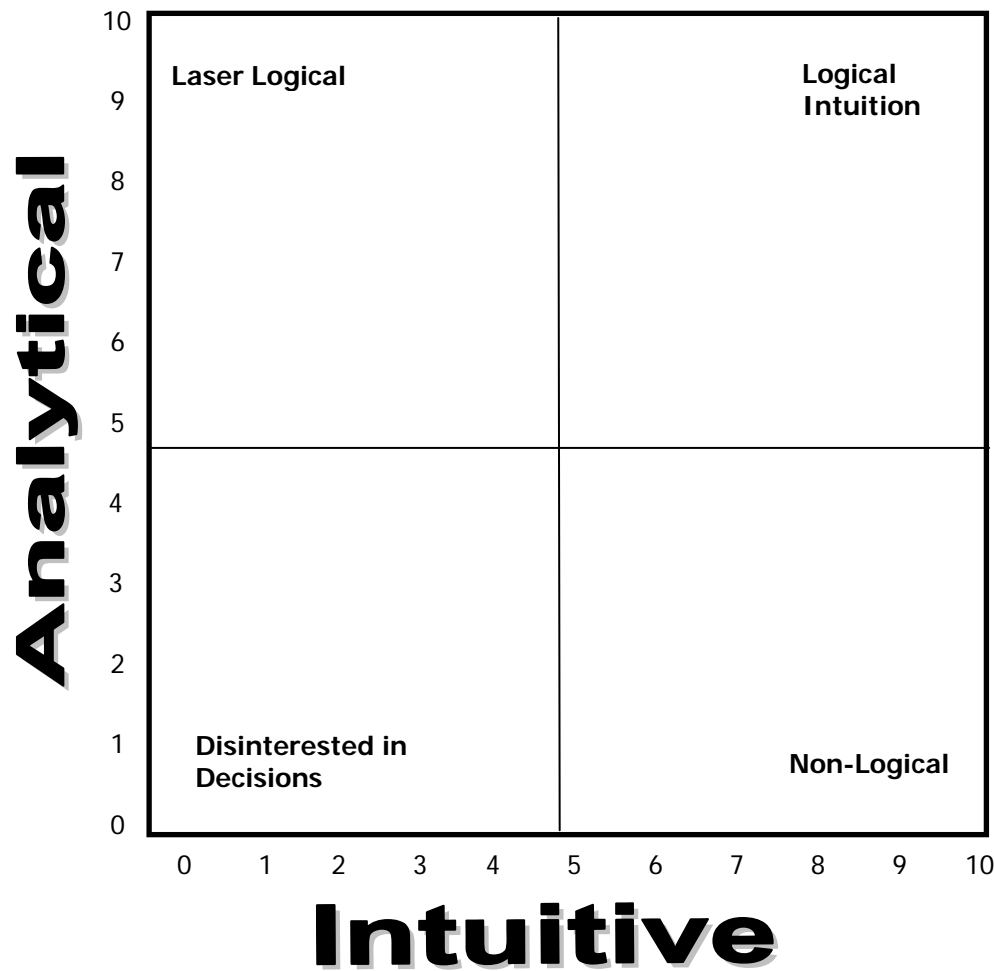 10
Laser Logical
Logical
Intuition
9
8
7
6
5
4
3
2
1
Disinterested in
Decisions
Non-Logical
0
Analytical
0 1 2 3 4 5 6 7 8 9 10
Intuitive